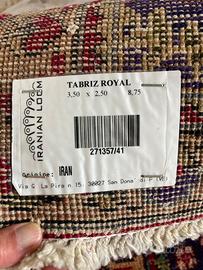 IRANIAN LOOM
TABRIZ ROYAL
3,50 x 2,50 8,75
271357/41
Origine: IRAN
Via G. La Pira n.15 30027 San Dona' di P.(VE)